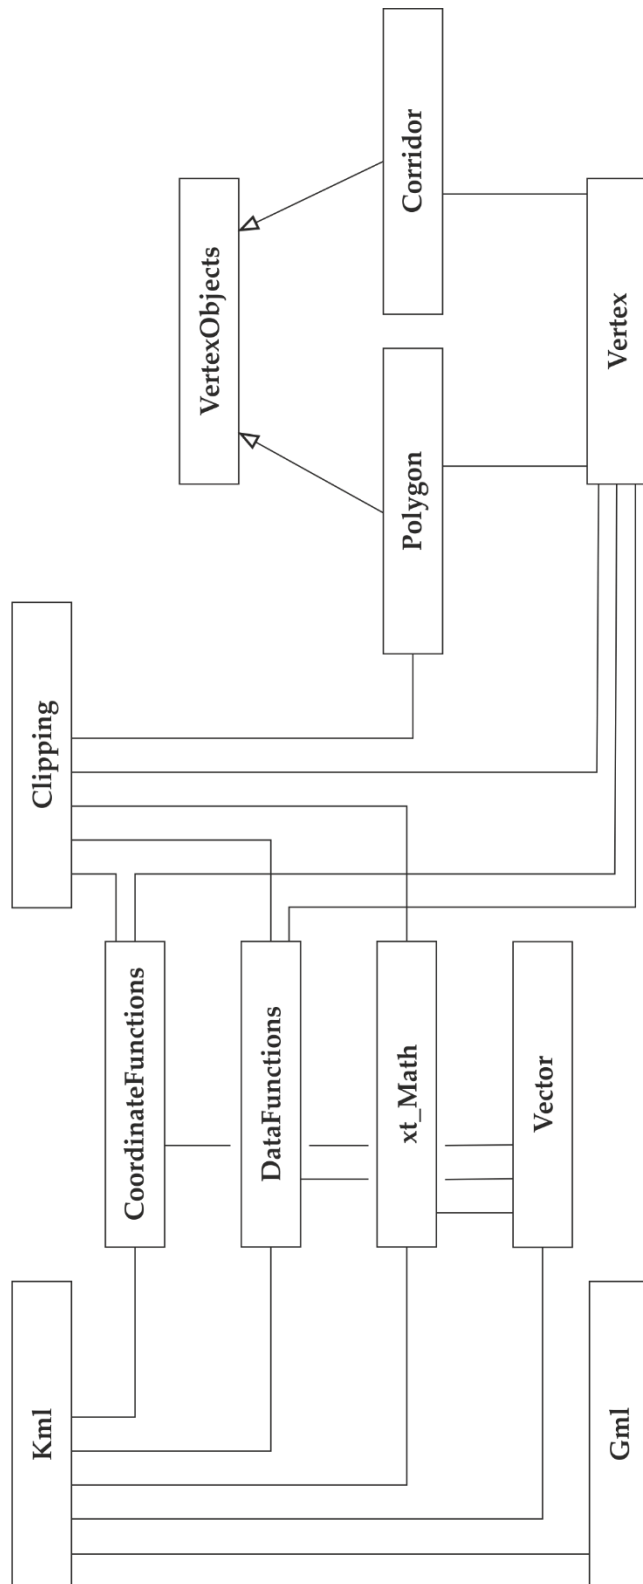 Kml
Gml
CoordinateFunctions
DataFunctions
xt_Math
Vector
Clipping
VertexObjects
Polygon
Corridor
Vertex